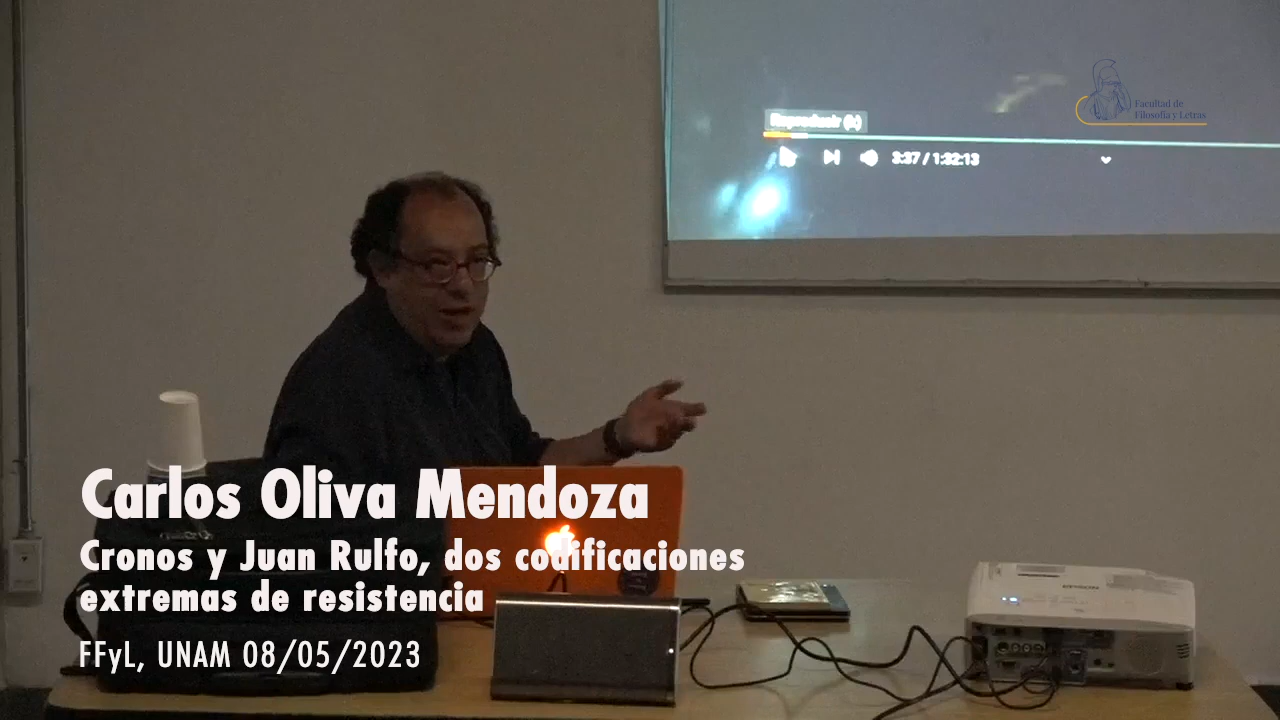 Facultad de
Filosofía y Letras
Reproducir (k)
3:37 / 1:32:13
Carlos Oliva Mendoza
Cronos y Juan Rulfo, dos codificaciones
extremas de resistencia
FFyL, UNAM 08/05/2023